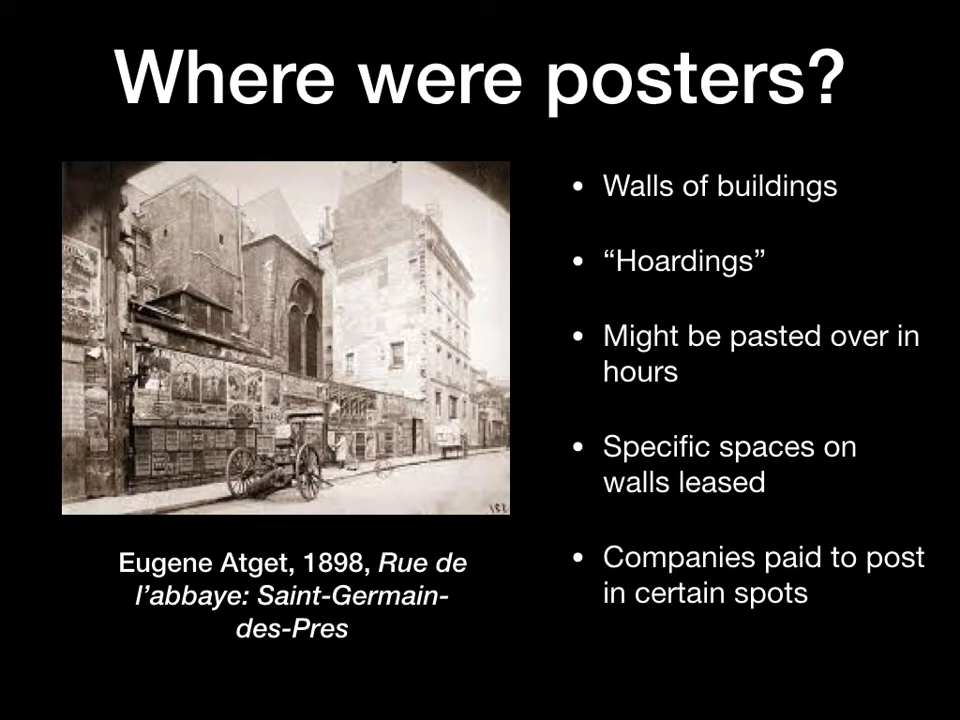 Where were posters?
• Walls of buildings
• “Hoardings”
• Might be pasted over in
hours
• Specific spaces on
walls leased
• Companies paid to post
in certain spots
Eugene Atget, 1898, Rue de
l’abbaye: Saint-Germain-
des-Pres